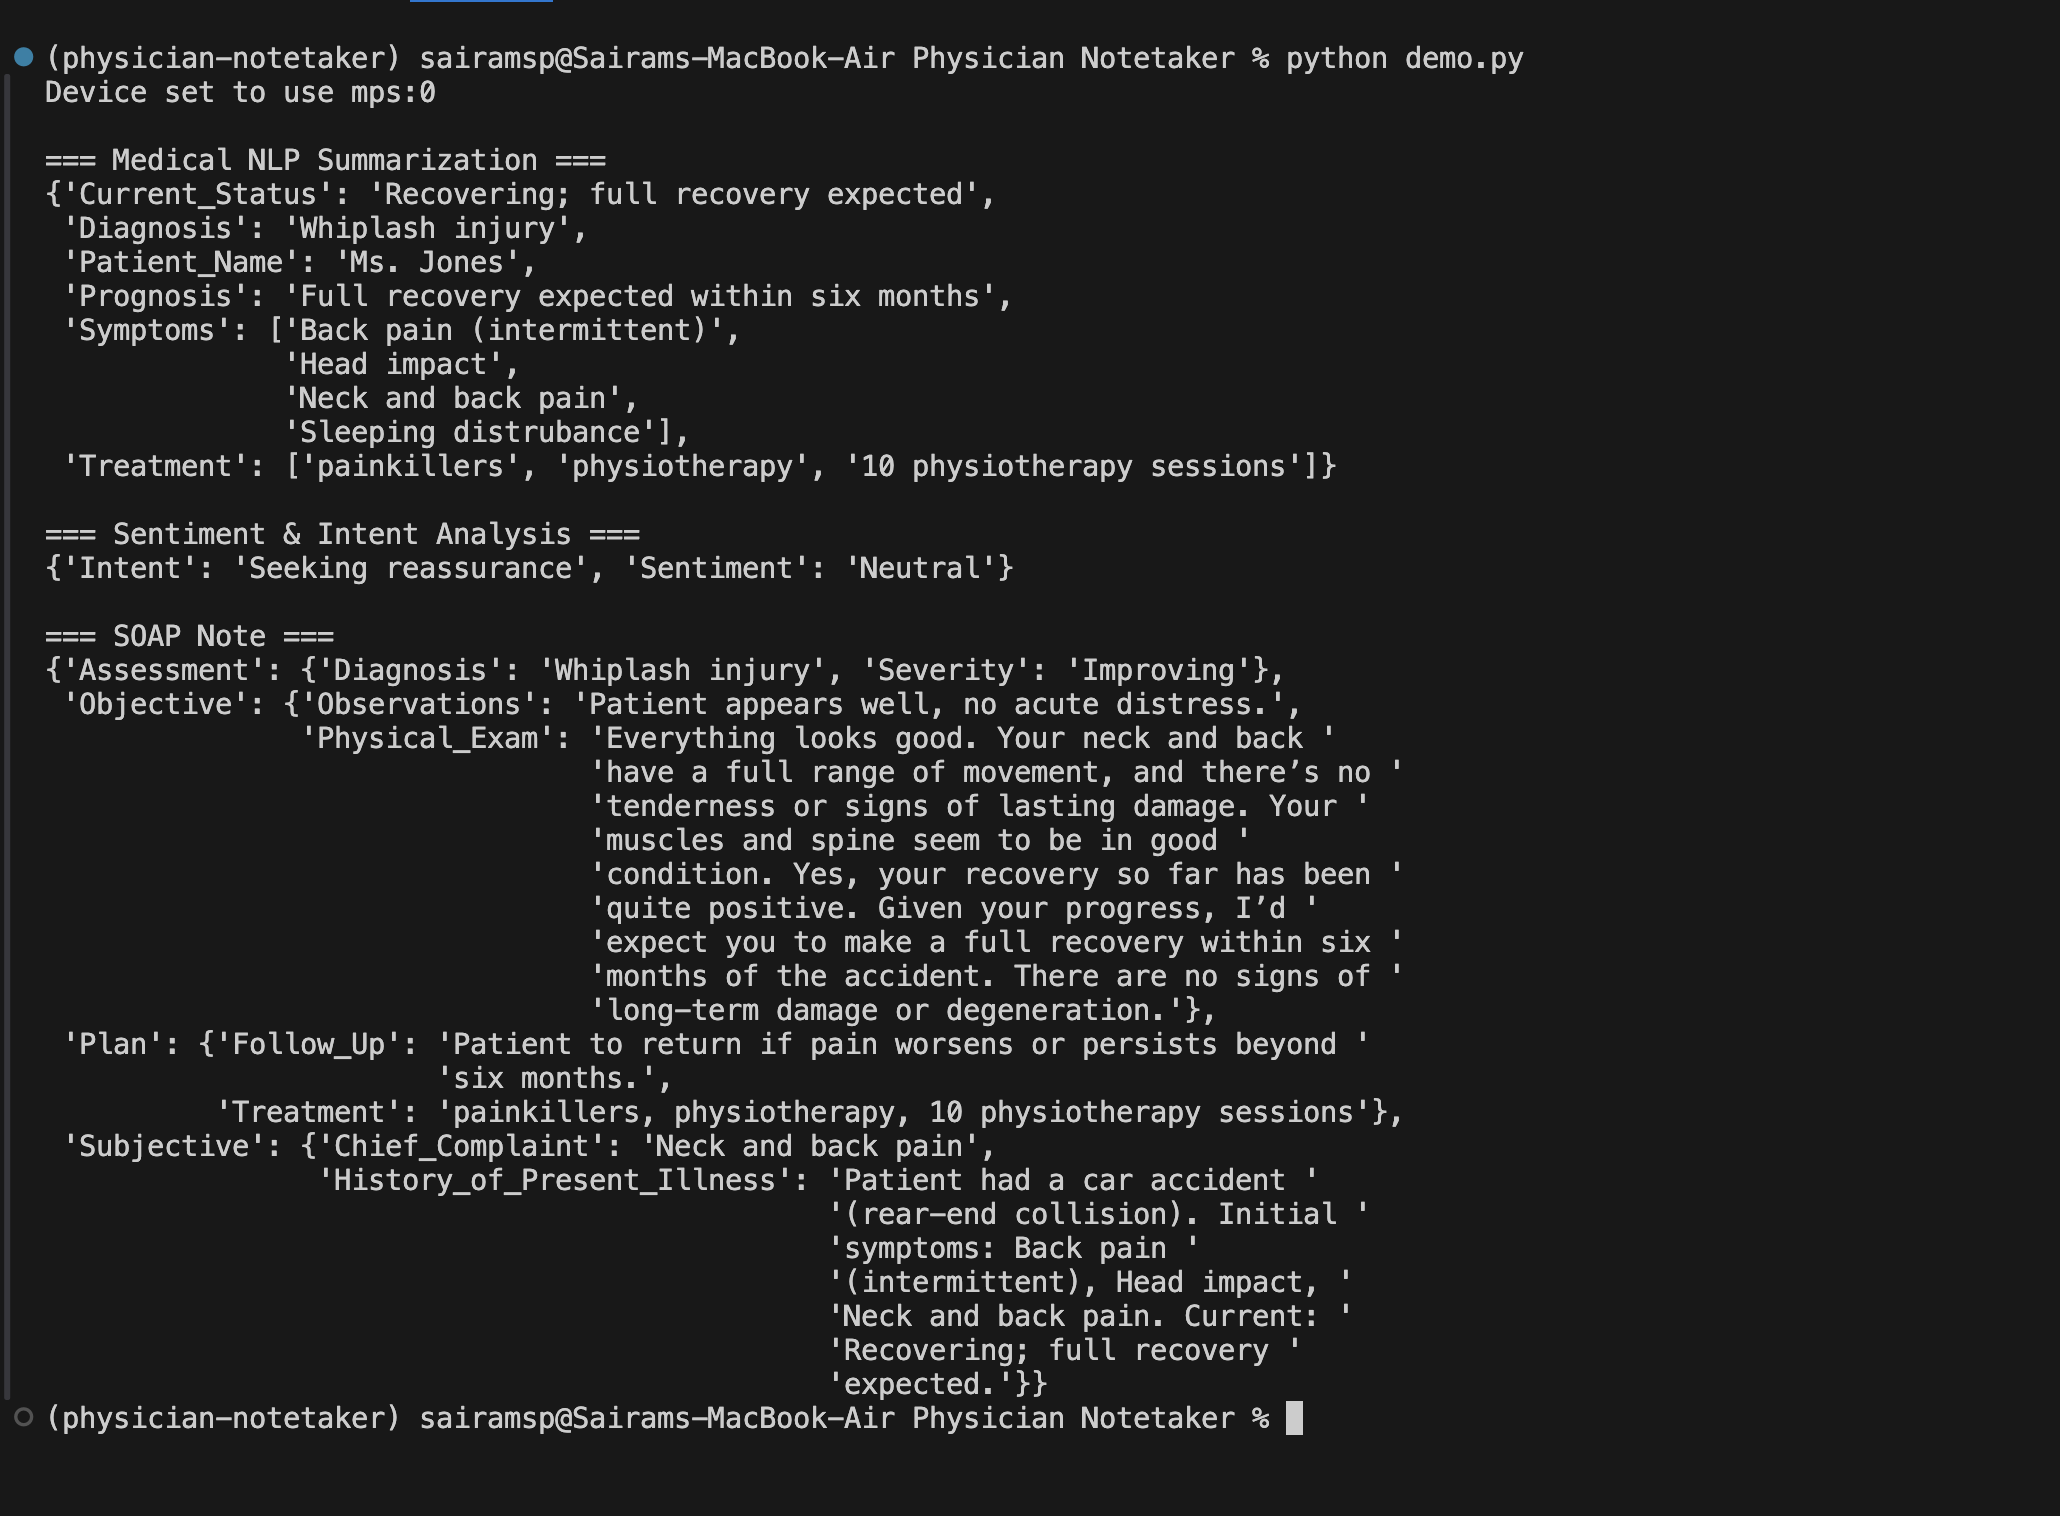 (physician-notetaker) sairamsp@Sairams-MacBook-Air Physician Notetaker % python demo.py
Device set to use mps:0

=== Medical NLP Summarization ===
{'Current_Status': 'Recovering; full recovery expected',
 'Diagnosis': 'Whiplash injury',
 'Patient_Name': 'Ms. Jones',
 'Prognosis': 'Full recovery expected within six months',
 'Symptoms': ['Back pain (intermittent)',
              'Head impact',
              'Neck and back pain',
              'Sleeping distrubance'],
 'Treatment': ['painkillers', 'physiotherapy', '10 physiotherapy sessions']}

=== Sentiment & Intent Analysis ===
{'Intent': 'Seeking reassurance', 'Sentiment': 'Neutral'}

=== SOAP Note ===
{'Assessment': {'Diagnosis': 'Whiplash injury', 'Severity': 'Improving'},
 'Objective': {'Observations': 'Patient appears well, no acute distress.',
               'Physical_Exam': 'Everything looks good. Your neck and back '
                                'have a full range of movement, and there’s no '
                                'tenderness or signs of lasting damage. Your '
                                'muscles and spine seem to be in good '
                                'condition. Yes, your recovery so far has been '
                                'quite positive. Given your progress, I’d '
                                'expect you to make a full recovery within six '
                                'months of the accident. There are no signs of '
                                'long-term damage or degeneration.'},
 'Plan': {'Follow_Up': 'Patient to return if pain worsens or persists beyond '
                       'six months.',
          'Treatment': 'painkillers, physiotherapy, 10 physiotherapy sessions'},
 'Subjective': {'Chief_Complaint': 'Neck and back pain',
                'History_of_Present_Illness': 'Patient had a car accident '
                                              '(rear-end collision). Initial '
                                              'symptoms: Back pain '
                                              '(intermittent), Head impact, '
                                              'Neck and back pain. Current: '
                                              'Recovering; full recovery '
                                              'expected.'}}
(physician-notetaker) sairamsp@Sairams-MacBook-Air Physician Notetaker %